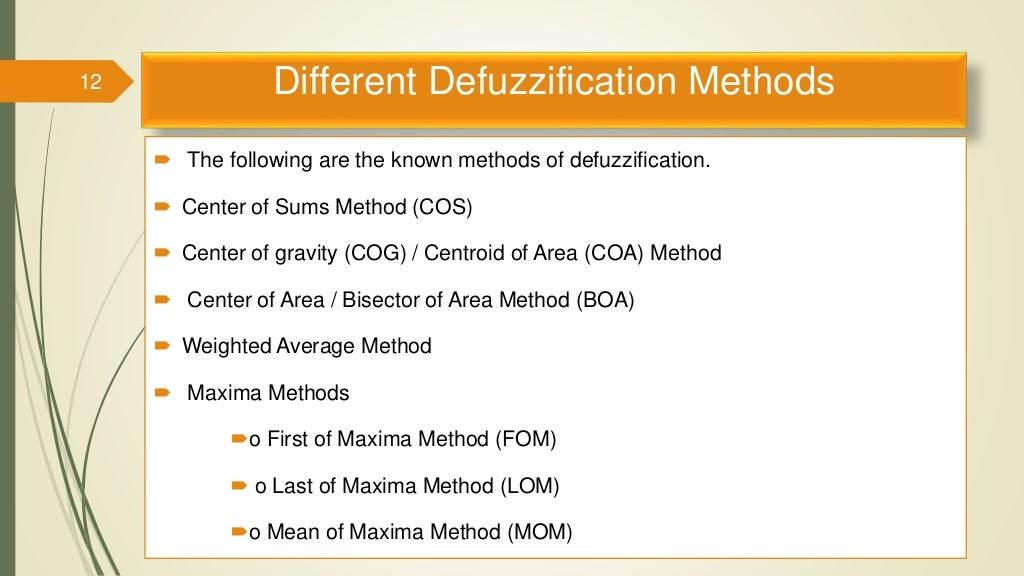 12
Different Defuzzification Methods
The following are the known methods of defuzzification.
Center of Sums Method (COS)
Center of gravity (COG) / Centroid of Area (COA) Method
Center of Area / Bisector of Area Method (BOA)
Weighted Average Method
Maxima Methods
o First of Maxima Method (FOM)
o Last of Maxima Method (LOM)
o Mean of Maxima Method (MOM)